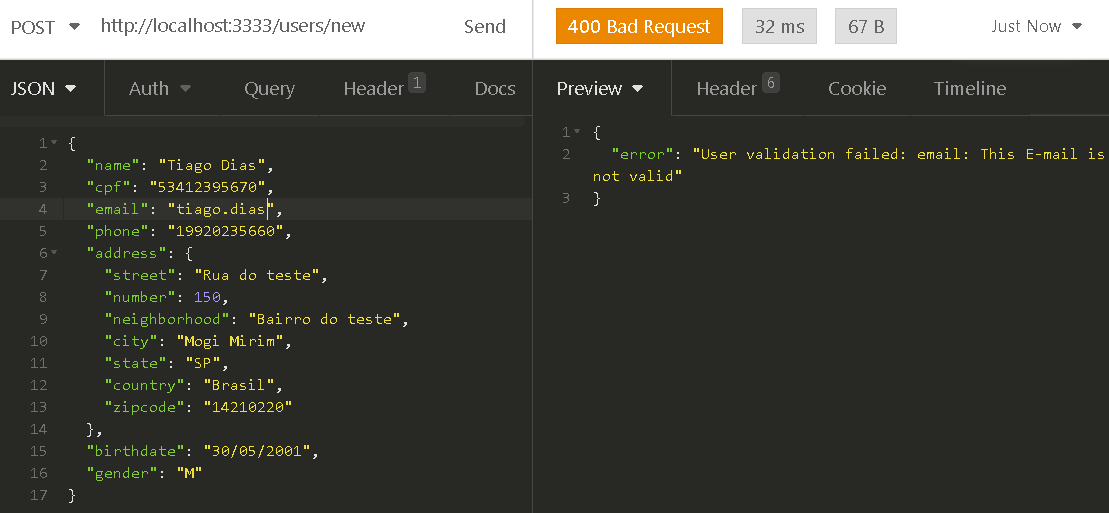 POST http://localhost:3333/users/new Send 400 Bad Request 32 ms 67 B Just Now
JSON Auth Query Header 1 Docs Preview Header 6 Cookie Timeline
1 {
2 "name": "Tiago Dias",
3 "cpf": "53412395670",
4 "email": "tiago.dias",
5 "phone": "19920235660",
6 "address": {
7 "street": "Rua do teste",
8 "number": 150,
9 "neighborhood": "Bairro do teste",
10 "city": "Mogi Mirim",
11 "state": "SP",
12 "country": "Brasil",
13 "zipcode": "14210220"
14 },
15 "birthdate": "30/05/2001",
16 "gender": "M"
17 }
1 {
2 "error": "User validation failed: email: This E-mail is
not valid"
3 }